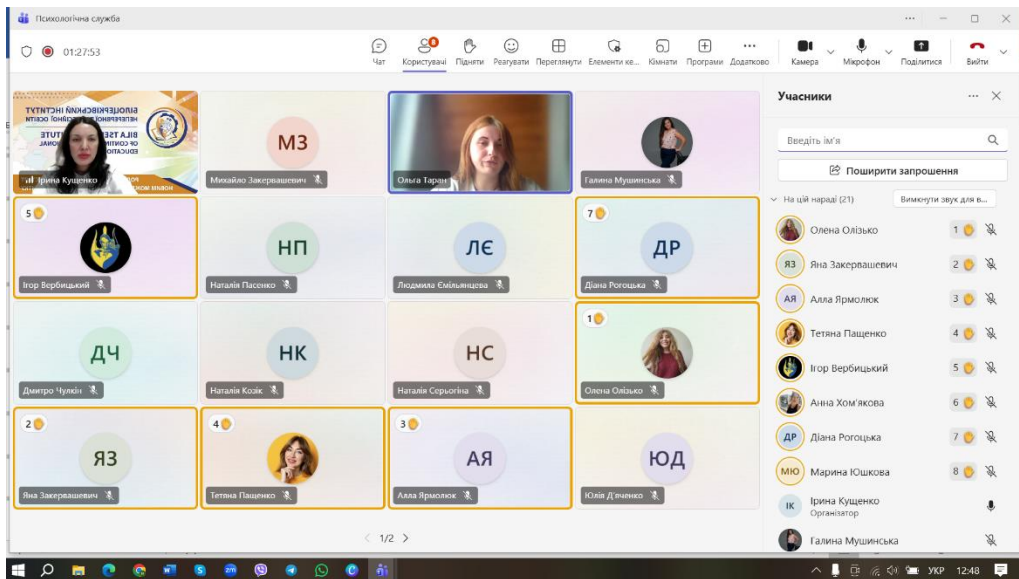 Психологічна служба
01:27:53
Чат
8
Користувачі
Підняти
Реагувати
Переглянути
Елементи ке...
Кімнати
Програми
Додатково
Камера
Мікрофон
Поділитися
Вийти
БІЛОЦЕРКІВСЬКИЙ ІНСТИТУТ
BILA
Ірина Кущенко
МЗ
Михайло Закервашевич
Ольга Таран
Галина Мушинська
5
Ігор Вербицький
НП
Наталія Пасенко
ЛЄ
Людмила Ємільянцева
7
ДР
Діана Рогоцька
ДЧ
Дмитро Чулкін
НК
Наталія Козік
НС
Наталія Серьогіна
1
Олена Олізько
2
ЯЗ
Яна Закервашевич
4
Тетяна Пащенко
3
АЯ
Алла Ярмолюк
ЮД
Юлія Д'яченко
1/2
Учасники
Введіть ім'я
Поширити запрошення
На цій нараді (21)
Вимкнути звук для в...
Олена Олізько 1
ЯЗ Яна Закервашевич 2
АЯ Алла Ярмолюк 3
Тетяна Пащенко 4
Ігор Вербицький 5
Анна Хом'якова 6
ДР Діана Рогоцька 7
МЮ Марина Юшкова 8
ІК Ірина Кущенко
Організатор
Галина Мушинська
УКР 12:48